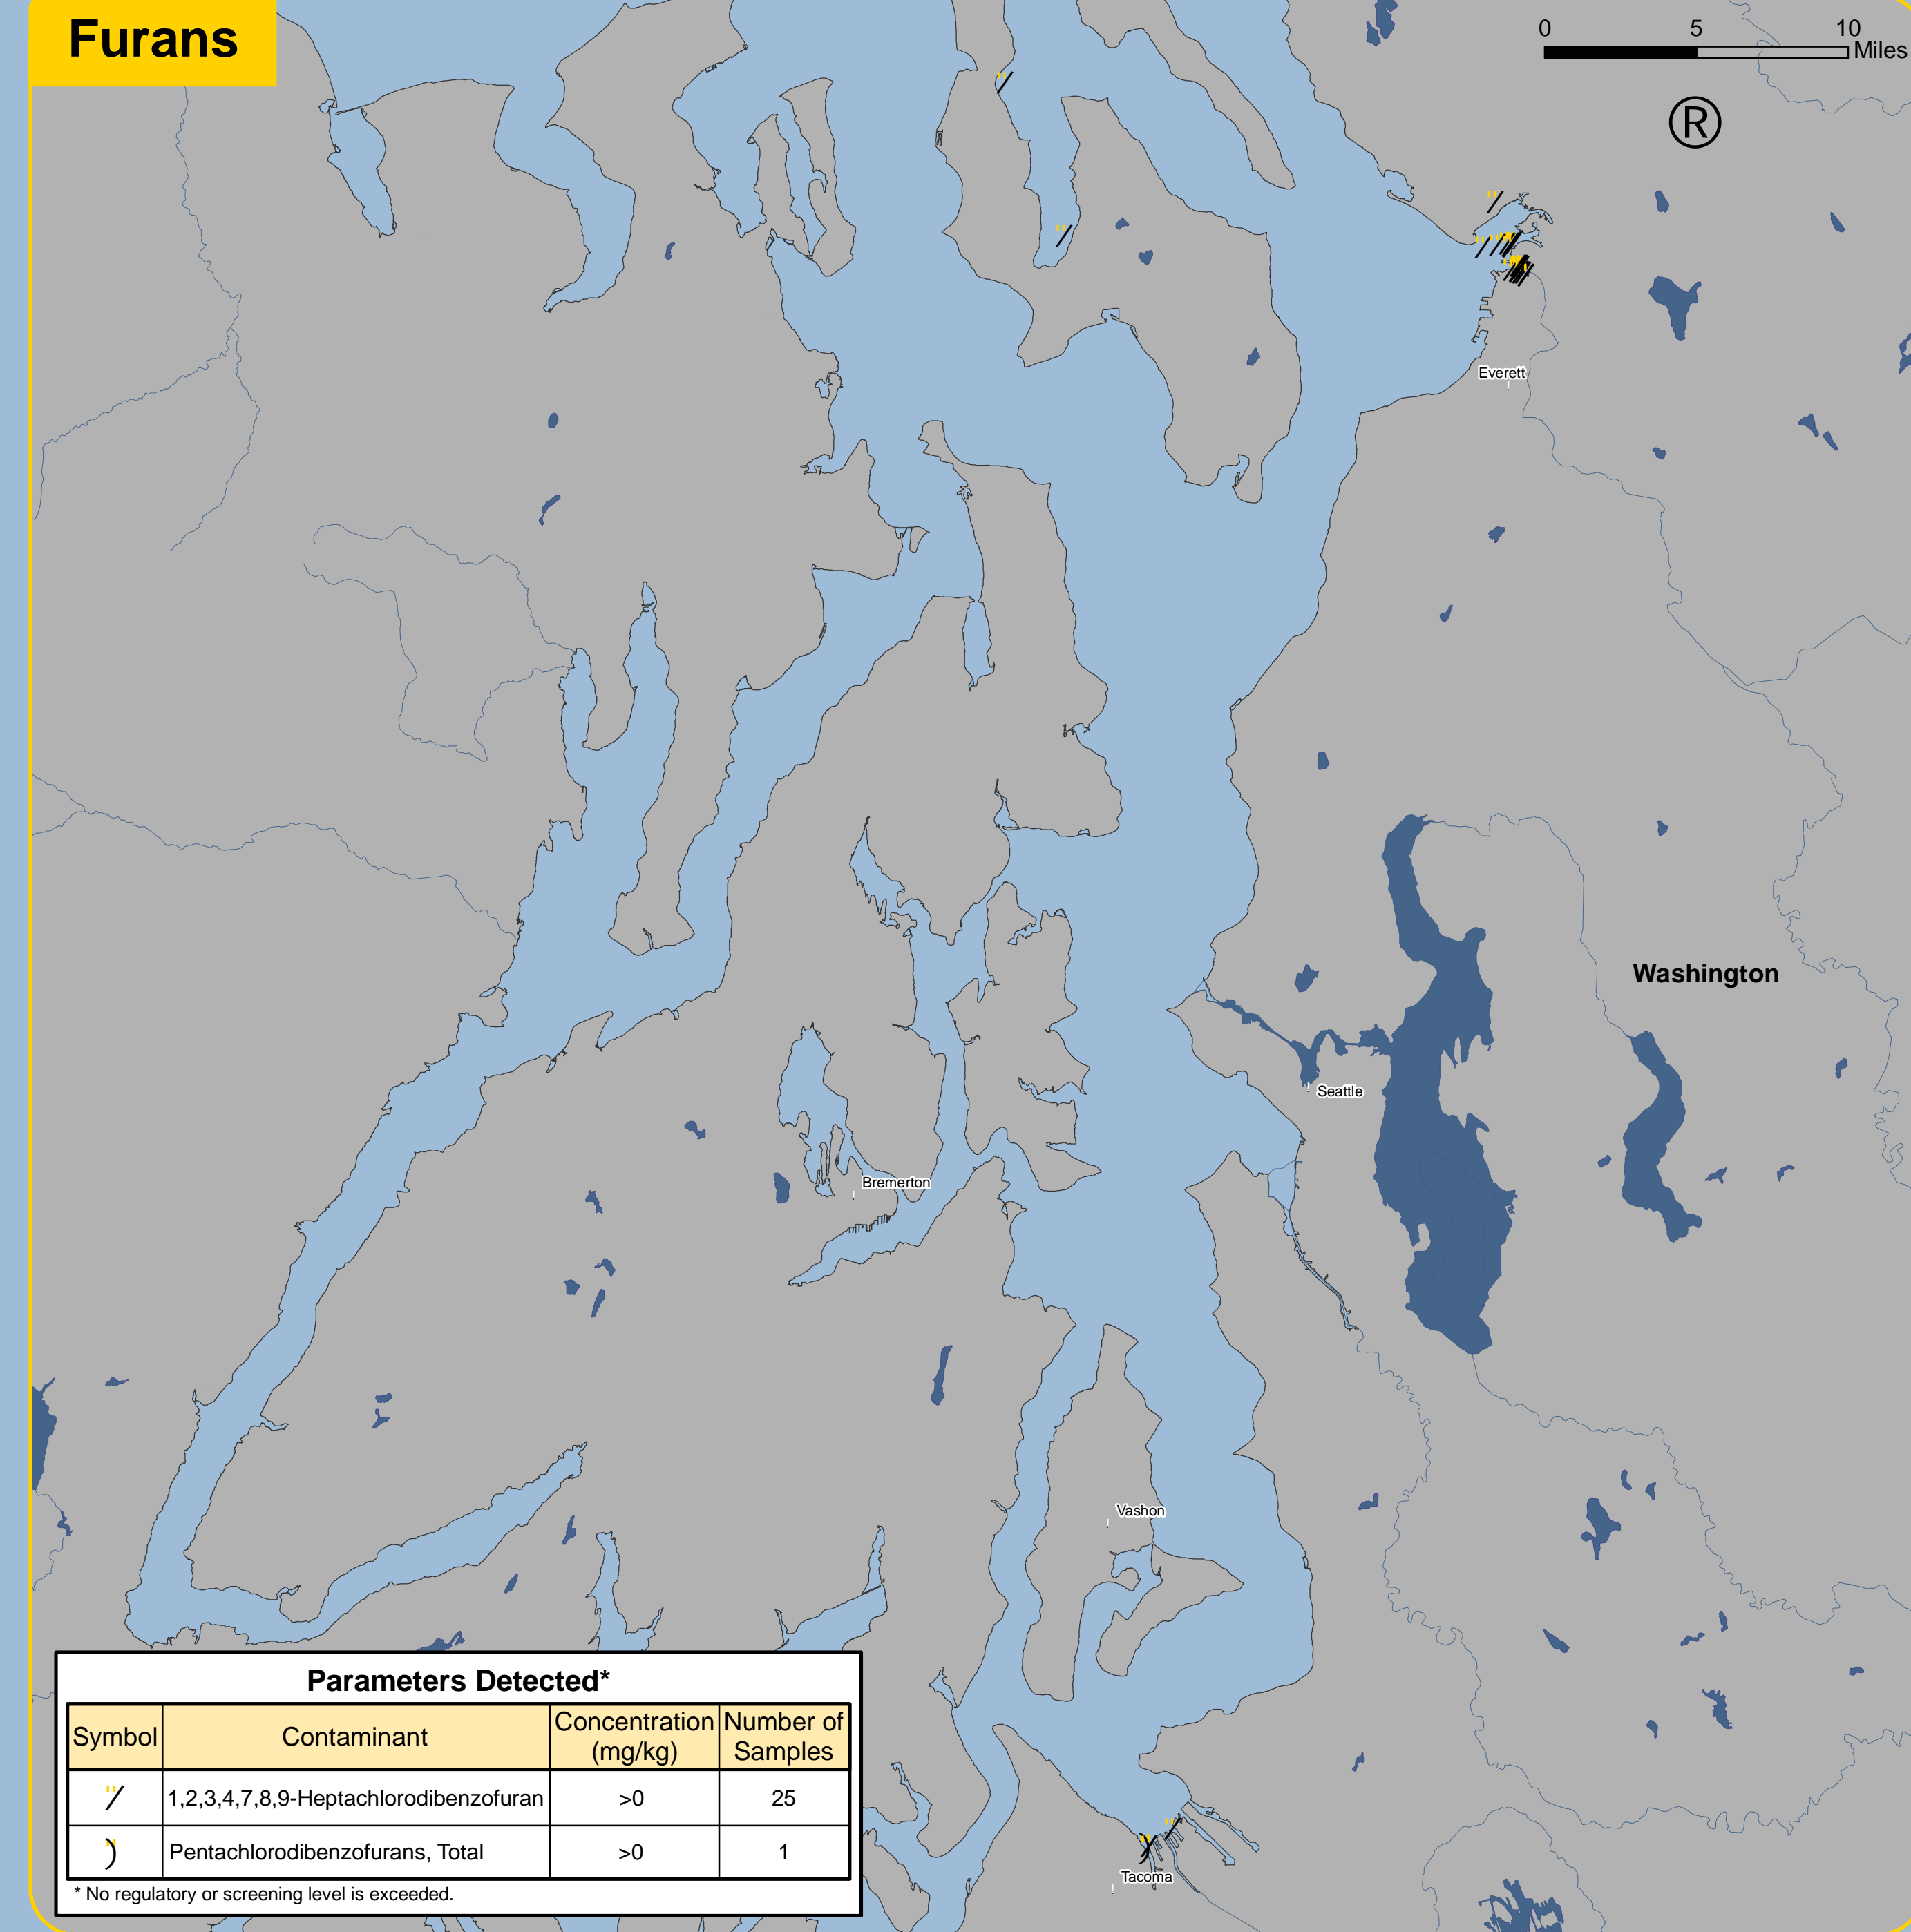 Furans
0 5 10
Miles
®
Everett
Washington
Seattle
Bremerton
Vashon
Tacoma
Parameters Detected*
Symbol Contaminant Concentration (mg/kg) Number of Samples
1,2,3,4,7,8,9-Heptachlorodibenzofuran >0 25
Pentachlorodibenzofurans, Total >0 1
* No regulatory or screening level is exceeded.